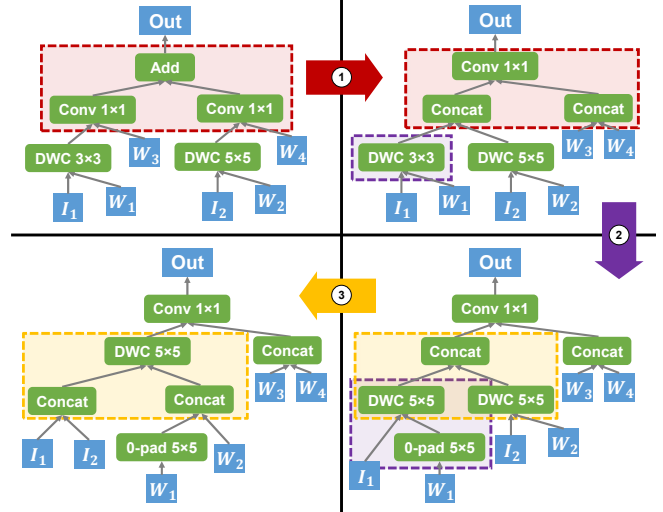 Out
Add
Conv 1×1 Conv 1×1
DWC 3×3 W₃ DWC 5×5 W₄
I₁ W₁ I₂ W₂
1
Out
Conv 1×1
Concat Concat
DWC 3×3 DWC 5×5 W₃ W₄
I₁ W₁ I₂ W₂
2
Out
Conv 1×1
DWC 5×5 Concat
Concat Concat W₃ W₄
I₁ I₂ 0-pad 5×5 W₂
W₁
3
Out
Conv 1×1
Concat Concat
DWC 5×5 DWC 5×5 W₃ W₄
0-pad 5×5 I₂ W₂
I₁ W₁